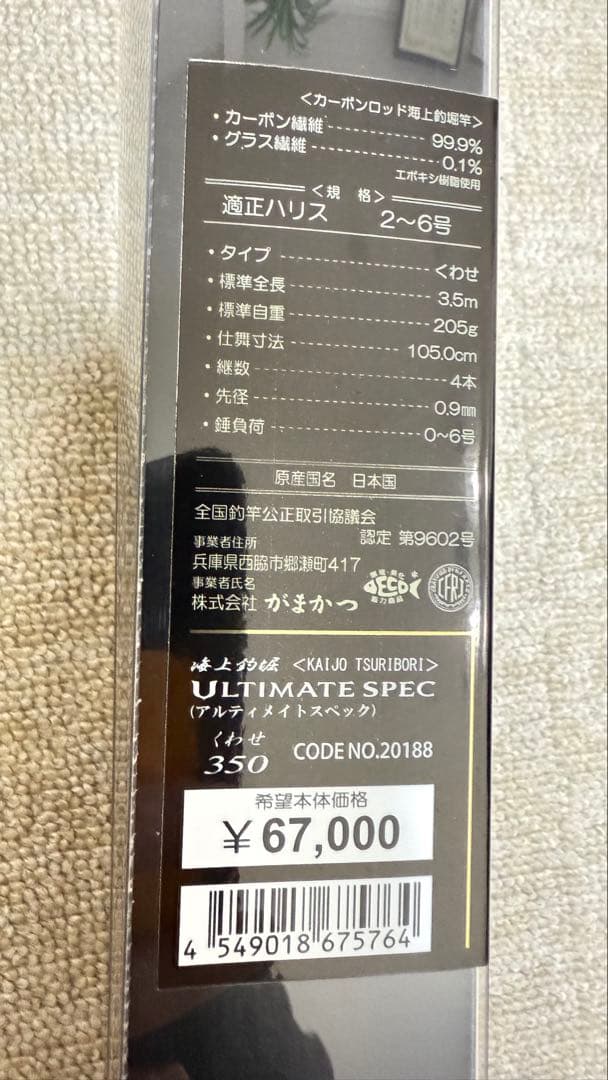 <カーボンロッド海上釣堀竿>
・カーボン繊維 99.9%
・グラス繊維 0.1%
エポキシ樹脂使用
<規 格>
適正ハリス 2〜6号
・タイプ くわせ
・標準全長 3.5m
・標準自重 205g
・仕舞寸法 105.0cm
・継数 4本
・先径 0.9mm
・錘負荷 0〜6号
原産国名 日本国
全国釣竿公正取引協議会
認定 第9602号
事業者住所
兵庫県西脇市郷瀬町417
事業者氏名
株式会社 がまかつ
ECO
CFRI
海上釣堀 <KAIJO TSURIBORI>
ULTIMATE SPEC
(アルティメイトスペック)
くわせ
350 CODE NO.20188
希望本体価格
¥67,000
4 549018 675764